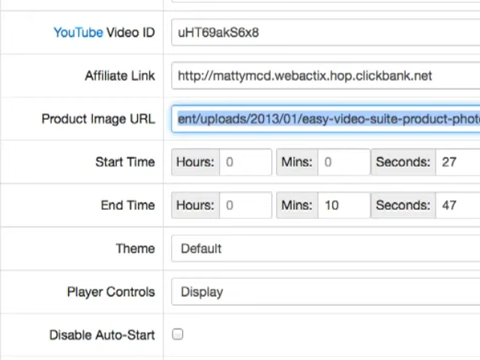 YouTube Video ID uHT69akS6x8
Affiliate Link http://mattymcd.webactix.hop.clickbank.net
Product Image URL ent/uploads/2013/01/easy-video-suite-product-phot
Start Time Hours: 0 Mins: 0 Seconds: 27
End Time Hours: 0 Mins: 10 Seconds: 47
Theme Default
Player Controls Display
Disable Auto-Start